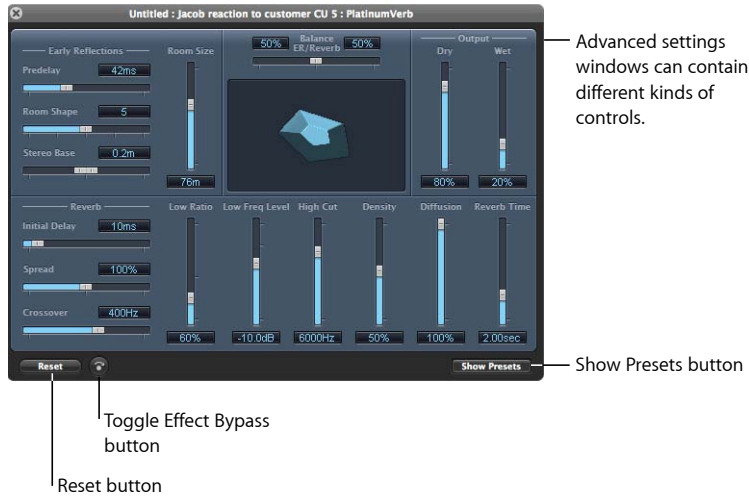 Untitled : Jacob reaction to customer CU 5 : PlatinumVerb
Early Reflections
Predelay 42ms
Room Shape 5
Stereo Base 0.2m
Room Size
76m
50% Balance ER/Reverb 50%
Output
Dry Wet
80% 20%
Reverb
Initial Delay 10ms
Spread 100%
Crossover 400Hz
Low Ratio Low Freq Level High Cut Density Diffusion Reverb Time
60% -10.0dB 6000Hz 50% 100% 2.00sec
Reset
Show Presets
Advanced settings
windows can contain
different kinds of
controls.
Show Presets button
Toggle Effect Bypass
button
Reset button